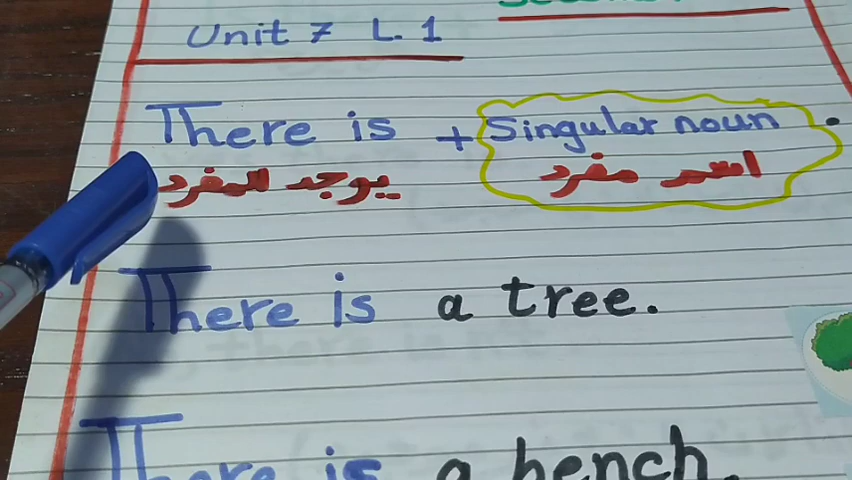 Unit 7 L. 1
There is + Singular noun.
يوجد للمفرد اسم مفرد
There is a tree.
There is a bench.